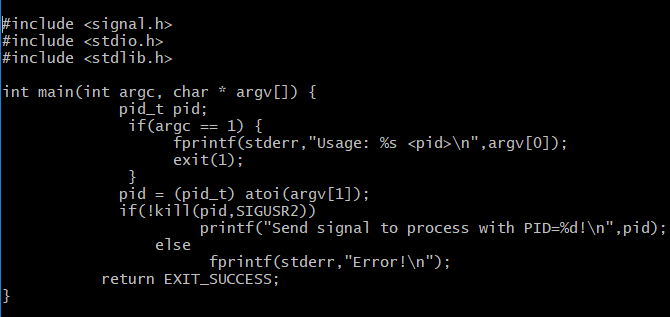 #include <signal.h>
#include <stdio.h>
#include <stdlib.h>
int main(int argc, char * argv[]) {
pid_t pid;
if(argc == 1) {
fprintf(stderr,"Usage: %s <pid>\n",argv[0]);
exit(1);
}
pid = (pid_t) atoi(argv[1]);
if(!kill(pid,SIGUSR2))
printf("Send signal to process with PID=%d!\n",pid);
else
fprintf(stderr,"Error!\n");
return EXIT_SUCCESS;
}